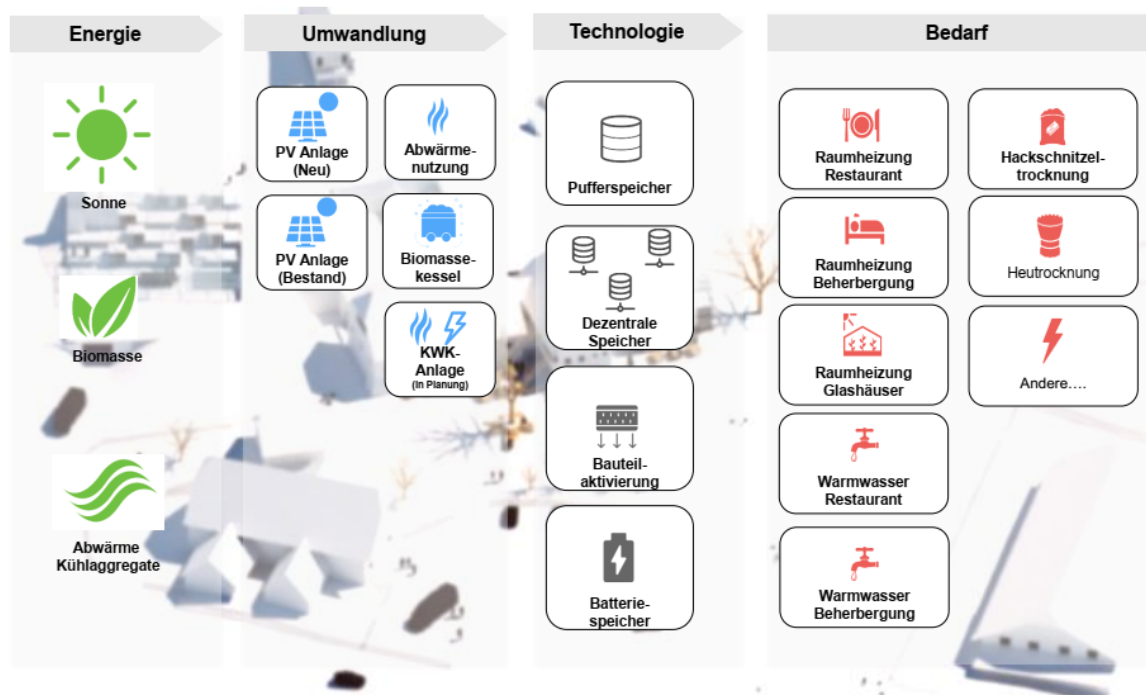 Energie
Umwandlung
Technologie
Bedarf
Sonne
Biomasse
Abwärme
Kühlaggregate
PV Anlage
(Neu)
Abwärme-
nutzung
PV Anlage
(Bestand)
Biomasse-
kessel
KWK-
Anlage
(in Planung)
Pufferspeicher
Dezentrale
Speicher
Bauteil-
aktivierung
Batterie-
speicher
Raumheizung
Restaurant
Hackschnitzel-
trocknung
Raumheizung
Beherbergung
Heutrocknung
Raumheizung
Glashäuser
Andere....
Warmwasser
Restaurant
Warmwasser
Beherbergung